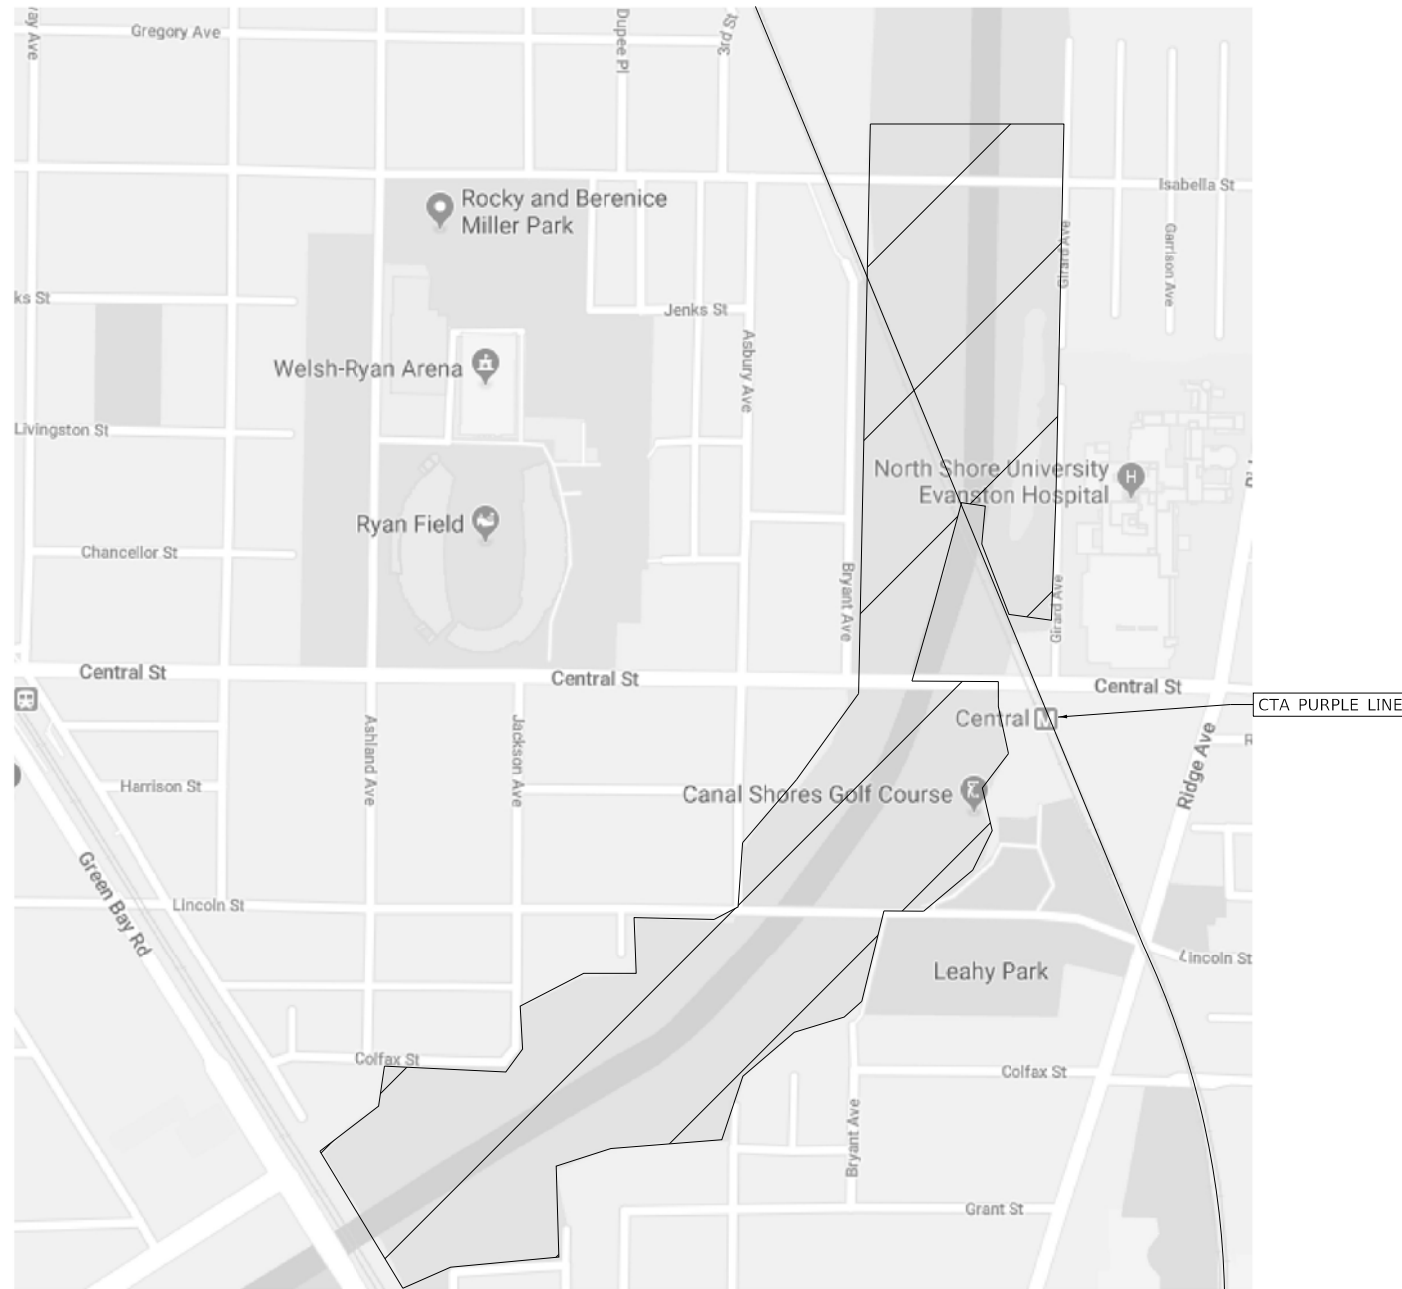 Gregory Ave
Dupee Pl
3rd St
Isabella St
Rocky and Berenice
Miller Park
Girard Ave
Garrison Ave
ks St
Jenks St
Asbury Ave
Welsh-Ryan Arena
Livingston St
North Shore University
Evanston Hospital
H
Ryan Field
Chancellor St
Bryant Ave
Girard Ave
Central St
Central St
Central St
CTA PURPLE LINE
Central
Ashland Ave
Jackson Ave
Ridge Ave
Harrison St
Canal Shores Golf Course
Green Bay Rd
Lincoln St
Lincoln St
Leahy Park
Colfax St
Colfax St
Bryant Ave
Grant St